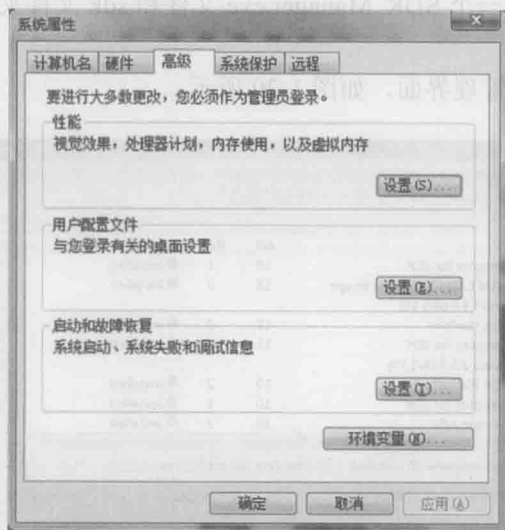 系统属性
计算机名 硬件 高级 系统保护 远程
要进行大多数更改，您必须作为管理员登录。
性能
视觉效果，处理器计划，内存使用，以及虚拟内存
设置(S)...
用户配置文件
与您登录有关的桌面设置
设置(E)...
启动和故障恢复
系统启动、系统失败和调试信息
设置(T)...
环境变量(N)...
确定 取消 应用(A)